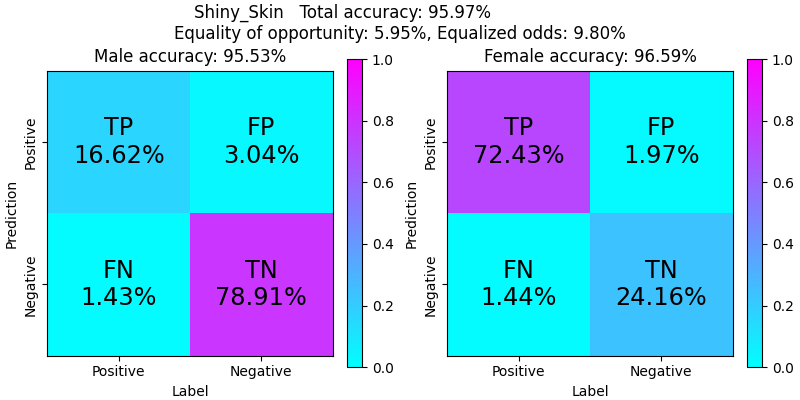 Shiny_Skin   Total accuracy: 95.97%
Equality of opportunity: 5.95%, Equalized odds: 9.80%
Male accuracy: 95.53%
Prediction
Positive
Negative
TP
16.62%
FP
3.04%
FN
1.43%
TN
78.91%
Positive
Negative
Label
1.0
0.8
0.6
0.4
0.2
0.0
Female accuracy: 96.59%
Prediction
Positive
Negative
TP
72.43%
FP
1.97%
FN
1.44%
TN
24.16%
Positive
Negative
Label
1.0
0.8
0.6
0.4
0.2
0.0